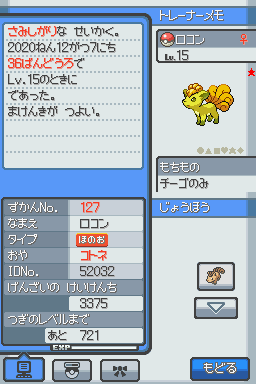 さみしがりな せいかく。
2020ねん12がつ7にち
36ばんどうろで
Lv.15のときに
であった。
まけんきが つよい。
トレーナーメモ
ロコン ♀
Lv.15
もちもの
チーゴのみ
じょうほう
ずかんNo. 127
なまえ ロコン
タイプ ほのお
おや コトネ
IDNo. 52032
げんざいの けいけんち
3375
つぎのレベルまで
あと 721
EXP
もどる